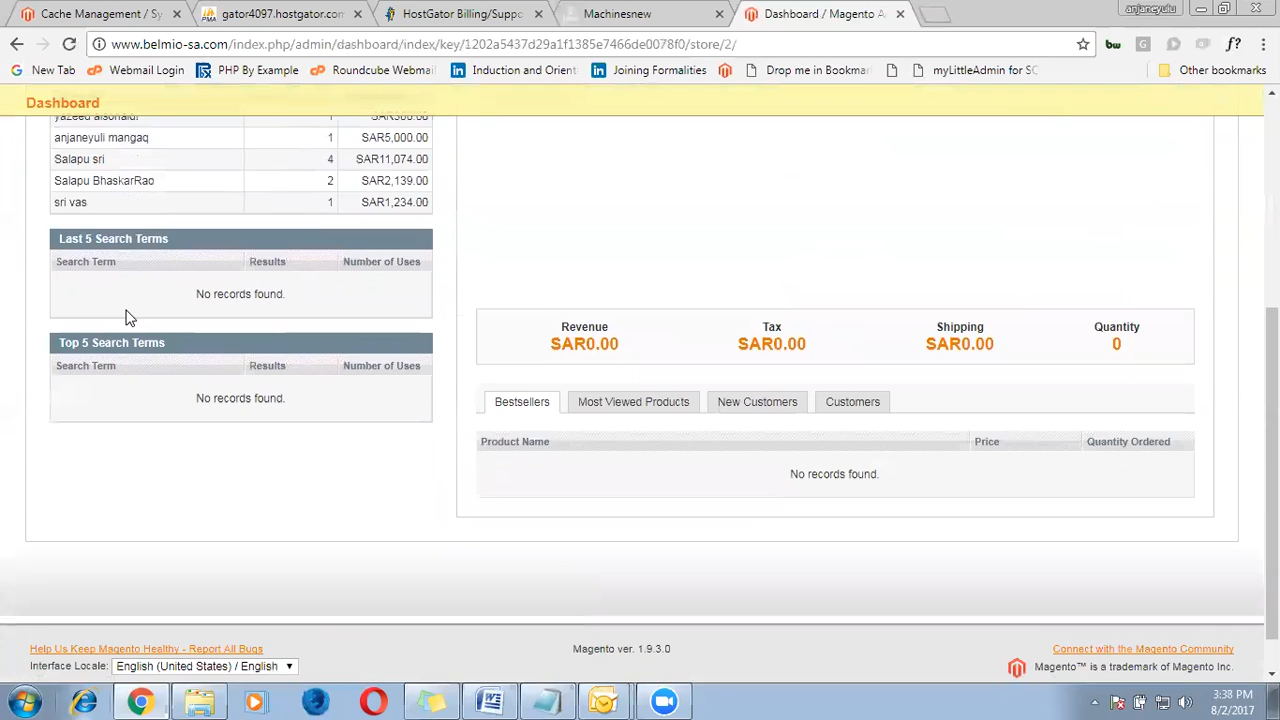 Cache Management / Sy
gator4097.hostgator.com
HostGator Billing/Suppo
Machinesnew
Dashboard / Magento A
anjaneyulu
www.belmio-sa.com/index.php/admin/dashboard/index/key/1202a5437d29a1f1385e7466de0078f0/store/2/
New Tab
Webmail Login
PHP By Example
Roundcube Webmail
Induction and Orient
Joining Formalities
Drop me in Bookmar
myLittleAdmin for SQ
Other bookmarks
Dashboard
1
anjaneyuli mangaq 1 SAR5,000.00
Salapu sri 4 SAR11,074.00
Salapu BhaskarRao 2 SAR2,139.00
sri vas 1 SAR1,234.00
Last 5 Search Terms
Search Term Results Number of Uses
No records found.
Top 5 Search Terms
Search Term Results Number of Uses
No records found.
Revenue Tax Shipping Quantity
SAR0.00 SAR0.00 SAR0.00 0
Bestsellers Most Viewed Products New Customers Customers
Product Name Price Quantity Ordered
No records found.
Help Us Keep Magento Healthy - Report All Bugs
Magento ver. 1.9.3.0
Connect with the Magento Community
Interface Locale: English (United States) / English
Magento™ is a trademark of Magento Inc.
3:38 PM
8/2/2017